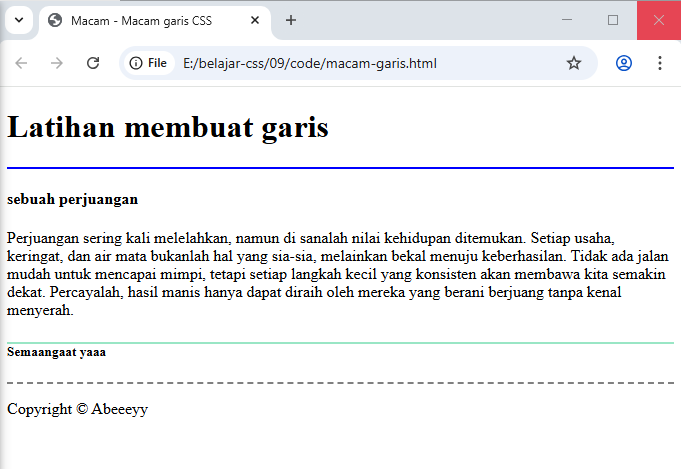 Macam - Macam garis CSS
File E:/belajar-css/09/code/macam-garis.html
Latihan membuat garis
sebuah perjuangan
Perjuangan sering kali melelahkan, namun di sanalah nilai kehidupan ditemukan. Setiap usaha,
keringat, dan air mata bukanlah hal yang sia-sia, melainkan bekal menuju keberhasilan. Tidak ada jalan
mudah untuk mencapai mimpi, tetapi setiap langkah kecil yang konsisten akan membawa kita semakin
dekat. Percayalah, hasil manis hanya dapat diraih oleh mereka yang berani berjuang tanpa kenal
menyerah.
Semaangaat yaaa
Copyright © Abeeeyy